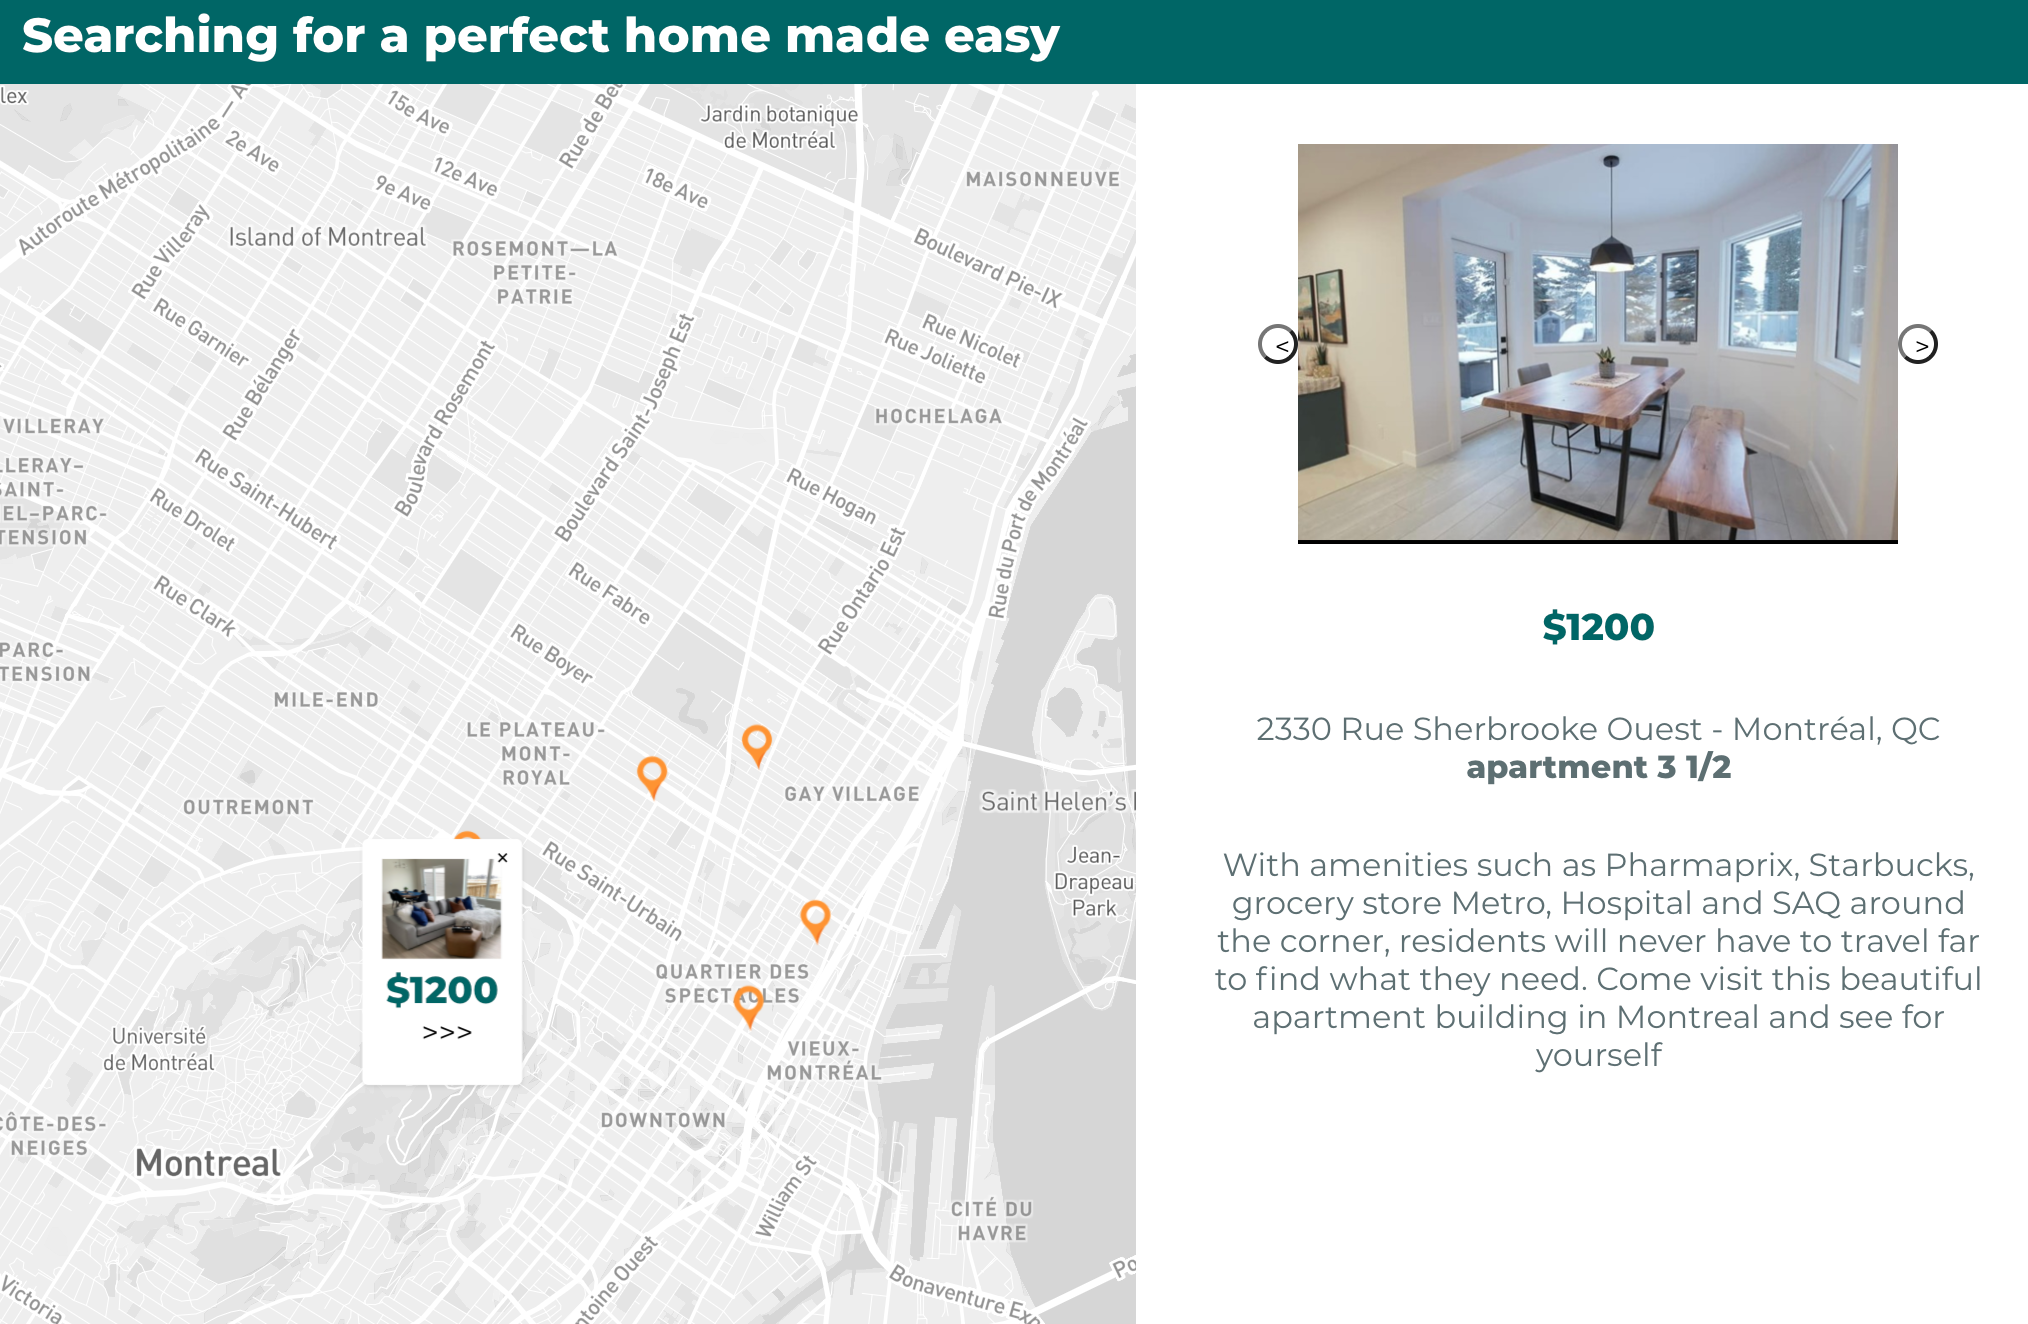 Searching for a perfect home made easy
lex
15e Ave
Rue de Be
Jardin botanique
de Montréal
Autoroute Métropolitaine — A
2e Ave
12e Ave
9e Ave
18e Ave
MAISONNEUVE
Rue Villeray
Island of Montreal
ROSEMONT—LA
PETITE-
PATRIE
Boulevard Pie-IX
Rue Garnier
Rue Bélanger
Boulevard Rosemont
Boulevard Saint-Joseph Est
Rue Nicolet
Rue Joliette
HOCHELAGA
VILLERAY
LLERAY–
SAINT-
EL–PARC-
TENSION
Rue Saint-Hubert
Rue Drolet
Rue Hogan
Rue du Port de Montréal
Rue Ontario Est
Rue Clark
Rue Fabre
Rue Boyer
PARC-
TENSION
MILE-END
LE PLATEAU-
MONT-
ROYAL
OUTREMONT
GAY VILLAGE
Saint Helen's I
Jean-
Drapeau
Park
Rue Saint-Urbain
×
$1200
>>>
QUARTIER DES
SPECTACLES
Université
de Montréal
VIEUX-
MONTRÉAL
DOWNTOWN
CÔTE-DES-
NEIGES
Montreal
William St
CITÉ DU
HAVRE
Victoria
ntoine Ouest
Bonaventure Exp
Po
<
>
$1200
2330 Rue Sherbrooke Ouest - Montréal, QC
apartment 3 1/2
With amenities such as Pharmaprix, Starbucks,
grocery store Metro, Hospital and SAQ around
the corner, residents will never have to travel far
to find what they need. Come visit this beautiful
apartment building in Montreal and see for
yourself